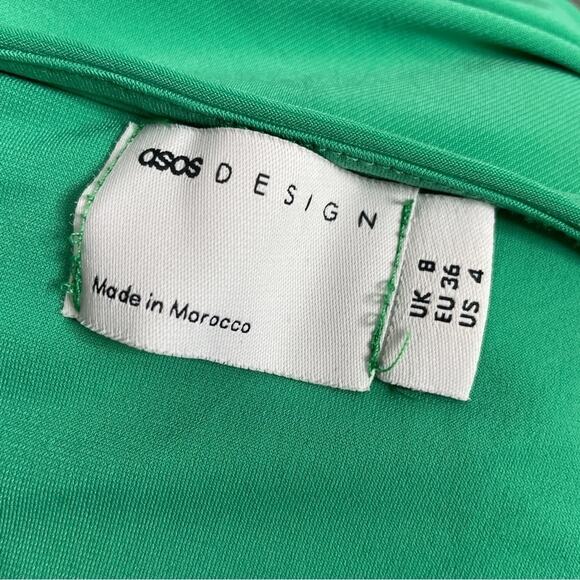 asos DESIGN
Made in Morocco
UK 8
EU 36
US 4